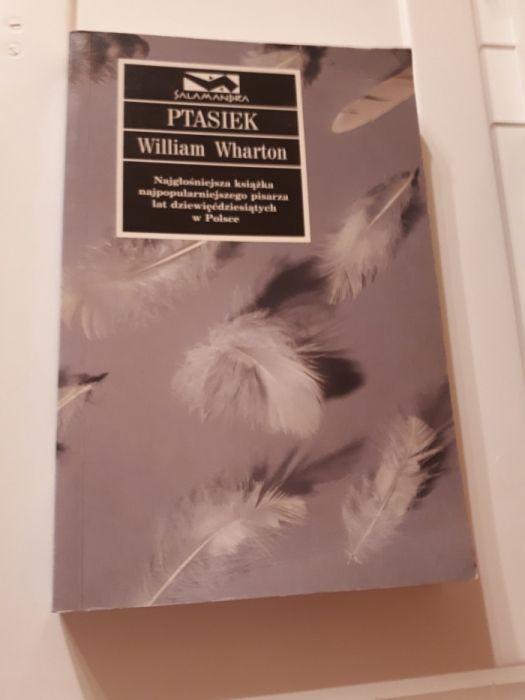 SALAMANDRA
PTASIEK
William Wharton
Najgłośniejsza książka
najpopularniejszego pisarza
lat dziewięćdziesiątych
w Polsce